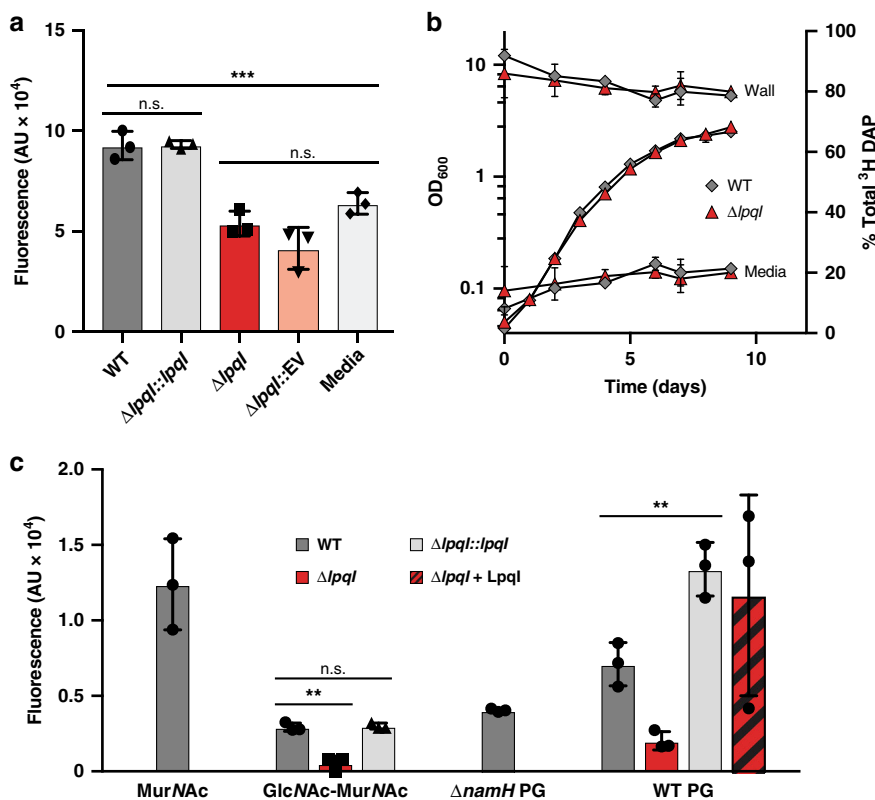 a
Fluorescence (AU × 10⁴)
15
10
5
0
***
n.s.
n.s.
WT
Δlpql::lpql
Δlpql
Δlpql::EV
Media
b
OD₆₀₀
10
1
0.1
100
80
60
40
20
0
% Total ³H DAP
Wall
WT
Δlpql
Media
0
5
10
Time (days)
c
Fluorescence (AU × 10⁴)
2.0
1.5
1.0
0.5
0
WT
Δlpql::lpql
Δlpql
Δlpql + Lpql
n.s.
**
**
MurNAc
GlcNAc-MurNAc
ΔnamH PG
WT PG